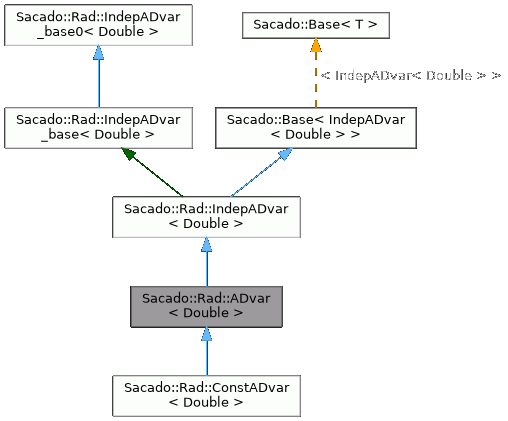 Sacado::Rad::IndepADvar
_base0< Double >
Sacado::Base< T >
< IndepADvar< Double > >
Sacado::Rad::IndepADvar
_base< Double >
Sacado::Base< IndepADvar
< Double > >
Sacado::Rad::IndepADvar
< Double >
Sacado::Rad::ADvar
< Double >
Sacado::Rad::ConstADvar
< Double >